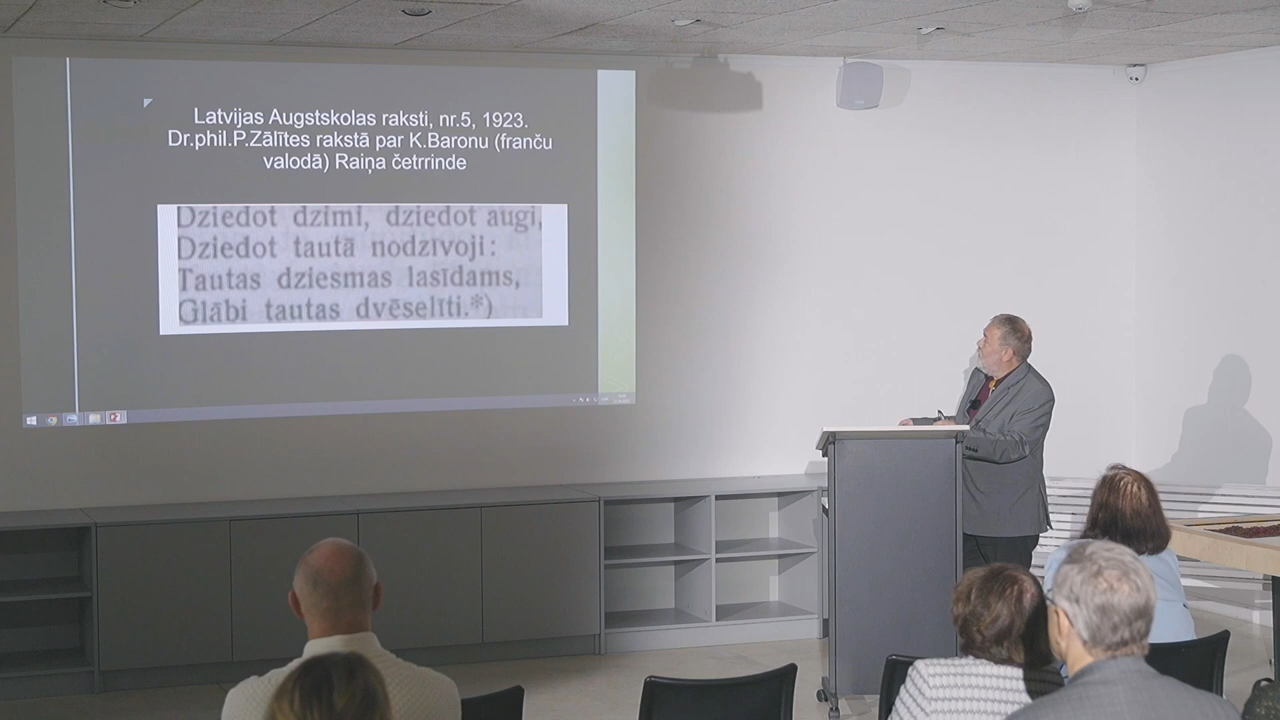 Latvijas Augstskolas raksti, nr.5, 1923.
Dr.phil.P.Zālītes rakstā par K.Baronu (franču
valodā) Raiņa četrrinde
Dziedot dzimi, dziedot augi,
Dziedot tautā nodzīvoji:
Tautas dziesmas lasīdams,
Glābi tautas dvēselīti.*)